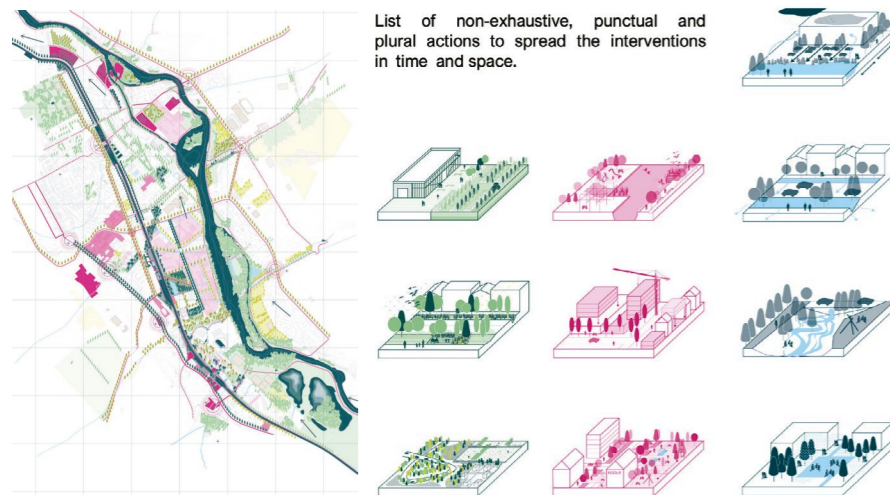 List of non-exhaustive, punctual and
plural actions to spread the interventions
in time and space.